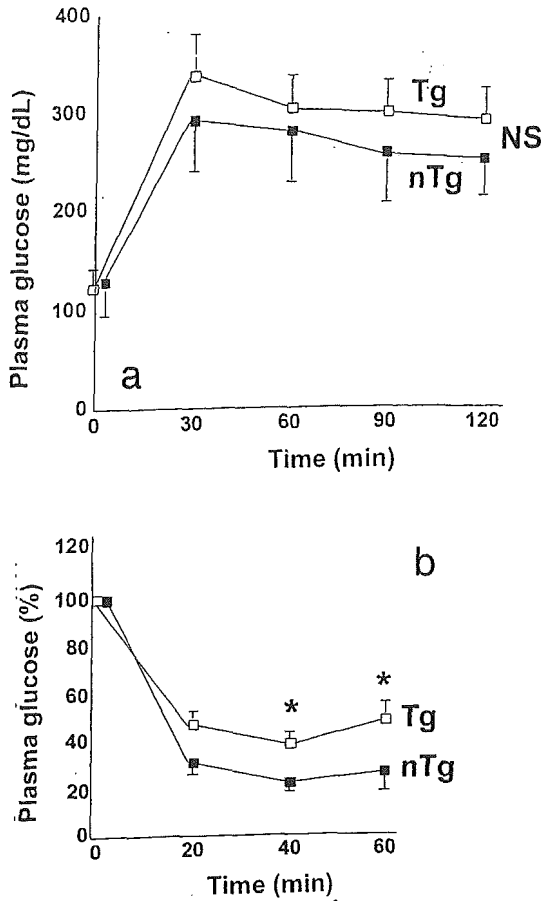 400
300
200
100
0
Plasma glucose (mg/dL)
Tg
NS
nTg
a
0 30 60 90 120
Time (min)
b
120
100
80
60
40
20
0
Plasma glucose (%)
* *
Tg
nTg
0 20 40 60
Time (min)